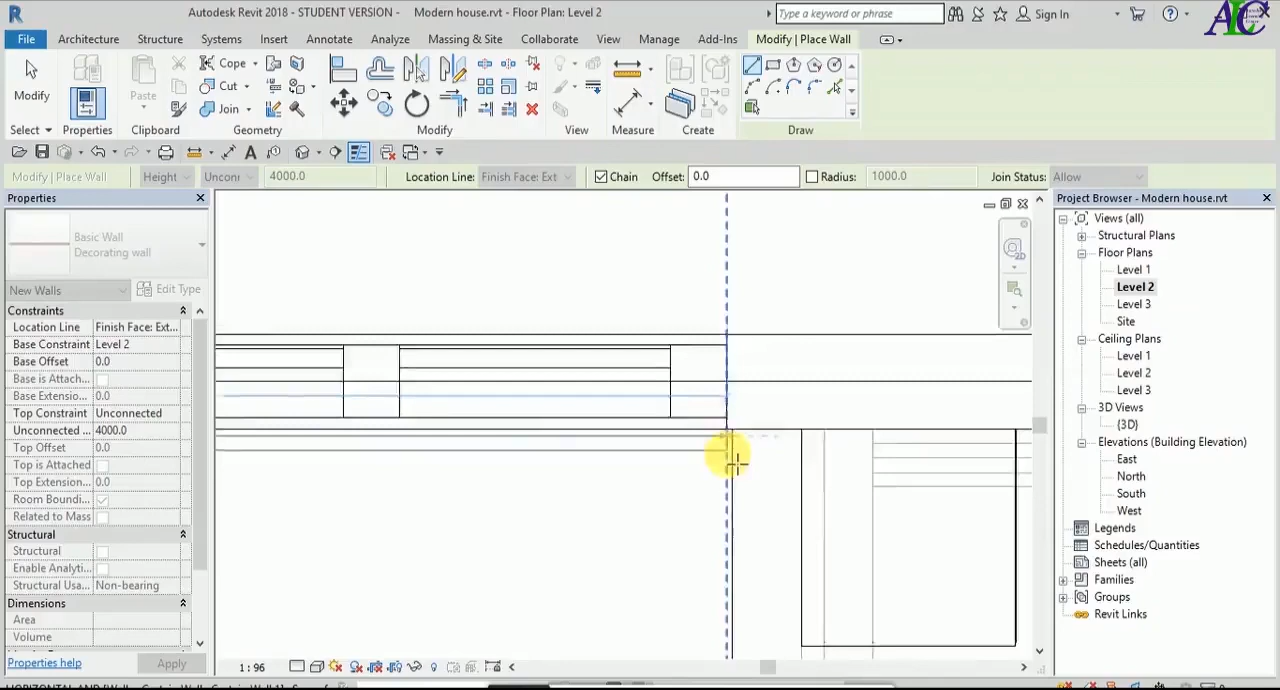 Autodesk Revit 2018 - STUDENT VERSION - Modern house.rvt - Floor Plan: Level 2
Type a keyword or phrase
Sign In
ALC
File Architecture Structure Systems Insert Annotate Analyze Massing & Site Collaborate View Manage Add-Ins Modify | Place Wall
Modify
Paste
Cope
Cut
Join
Select Properties Clipboard Geometry Modify View Measure Create Draw
Modify | Place Wall Height Unconi 4000.0 Location Line: Finish Face: Ext Chain Offset: 0.0 Radius: 1000.0 Join Status: Allow
Properties
Basic Wall
Decorating wall
New Walls Edit Type
Constraints
Location Line Finish Face: Ext...
Base Constraint Level 2
Base Offset 0.0
Base is Attach...
Base Extensio... 0.0
Top Constraint Unconnected
Unconnected ... 4000.0
Top Offset 0.0
Top is Attached
Top Extension... 0.0
Room Boundi...
Related to Mass
Structural
Structural
Enable Analyti...
Structural Usa... Non-bearing
Dimensions
Area
Volume
Properties help Apply
2D
1 : 96
Project Browser - Modern house.rvt
Views (all)
Structural Plans
Floor Plans
Level 1
Level 2
Level 3
Site
Ceiling Plans
Level 1
Level 2
Level 3
3D Views
{3D}
Elevations (Building Elevation)
East
North
South
West
Legends
Schedules/Quantities
Sheets (all)
Families
Groups
Revit Links